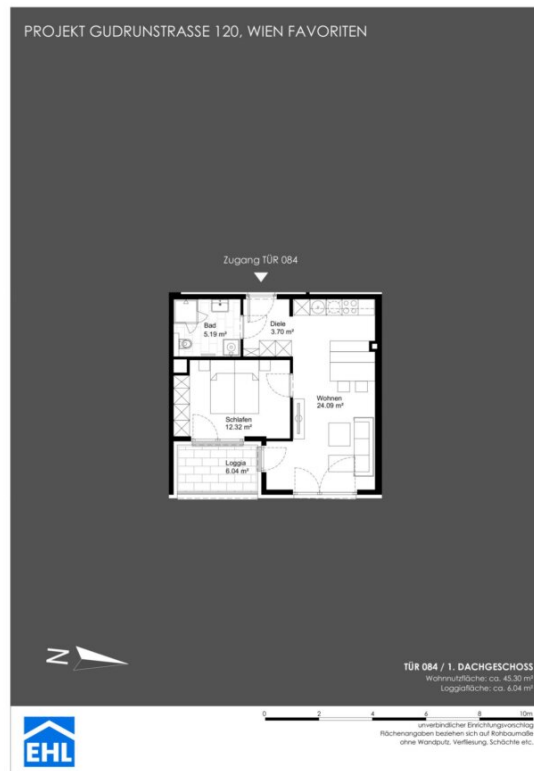 PROJEKT GUDRUNSTRASSE 120, WIEN FAVORITEN
Zugang TÜR 084
Bad
5.19 m²
Diele
3.70 m²
Wohnen
24.09 m²
Schlafen
12.32 m²
Loggia
6.04 m²
N
TÜR 084 / 1. DACHGESCHOSS
Wohnnutzfläche: ca. 45,30 m²
Loggiafläche: ca. 6,04 m²
0 2 4 6 8 10m
unverbindlicher Einrichtungsvorschlag
Flächenangaben beziehen sich auf Rohbaumaße
ohne Wandputz, Verfliesung, Schächte etc.
EHL